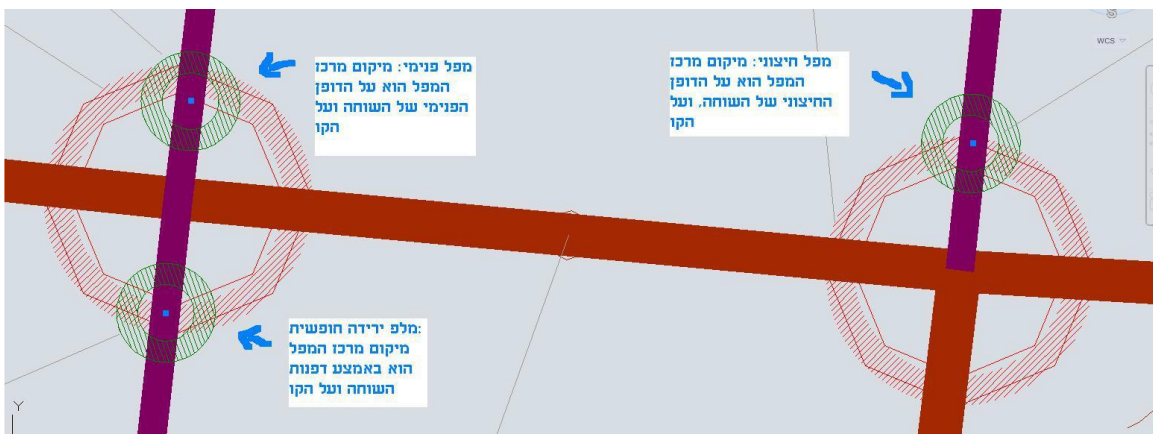 מפל פנימי: מיקום מרכז
המפל הוא על הדופן
הפנימי של השוחה ועל
הקו
מפל חיצוני: מיקום מרכז
המפל הוא על הדופן
החיצוני של השוחה, ועל
הקו
מלפ ירידה חופשית:
מיקום מרכז המפל
הוא באמצע דפנות
השוחה ועל הקו
S
WCS
Y